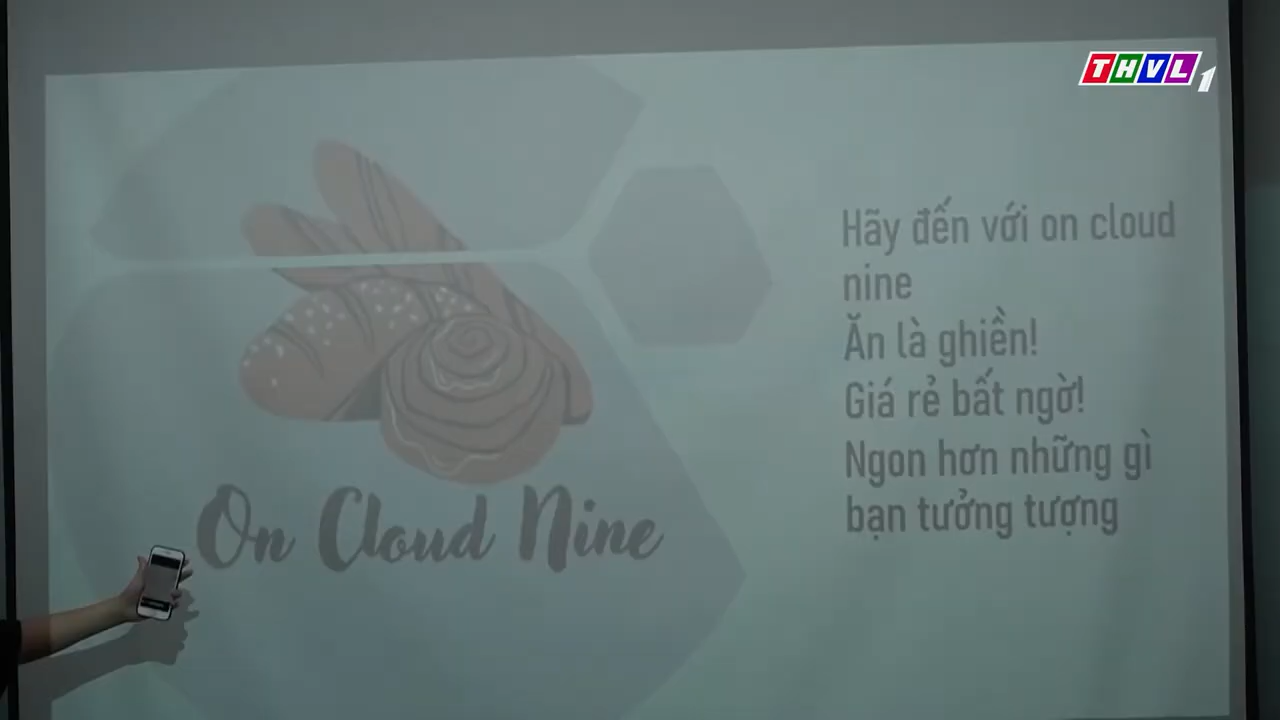 THVL1
Hãy đến với on cloud
nine
Ăn là ghiền!
Giá rẻ bất ngờ!
Ngon hơn những gì
bạn tưởng tượng
On Cloud Nine